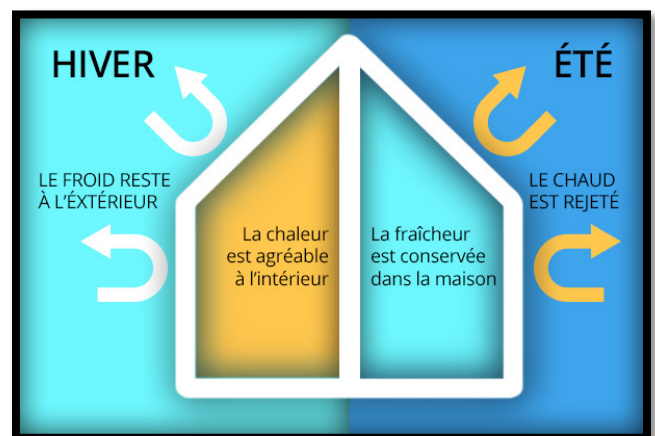 HIVER
LE FROID RESTE
À L'ÉXTÉRIEUR
La chaleur
est agréable
à l'intérieur
La fraîcheur
est conservée
dans la maison
ÉTÉ
LE CHAUD
EST REJETÉ